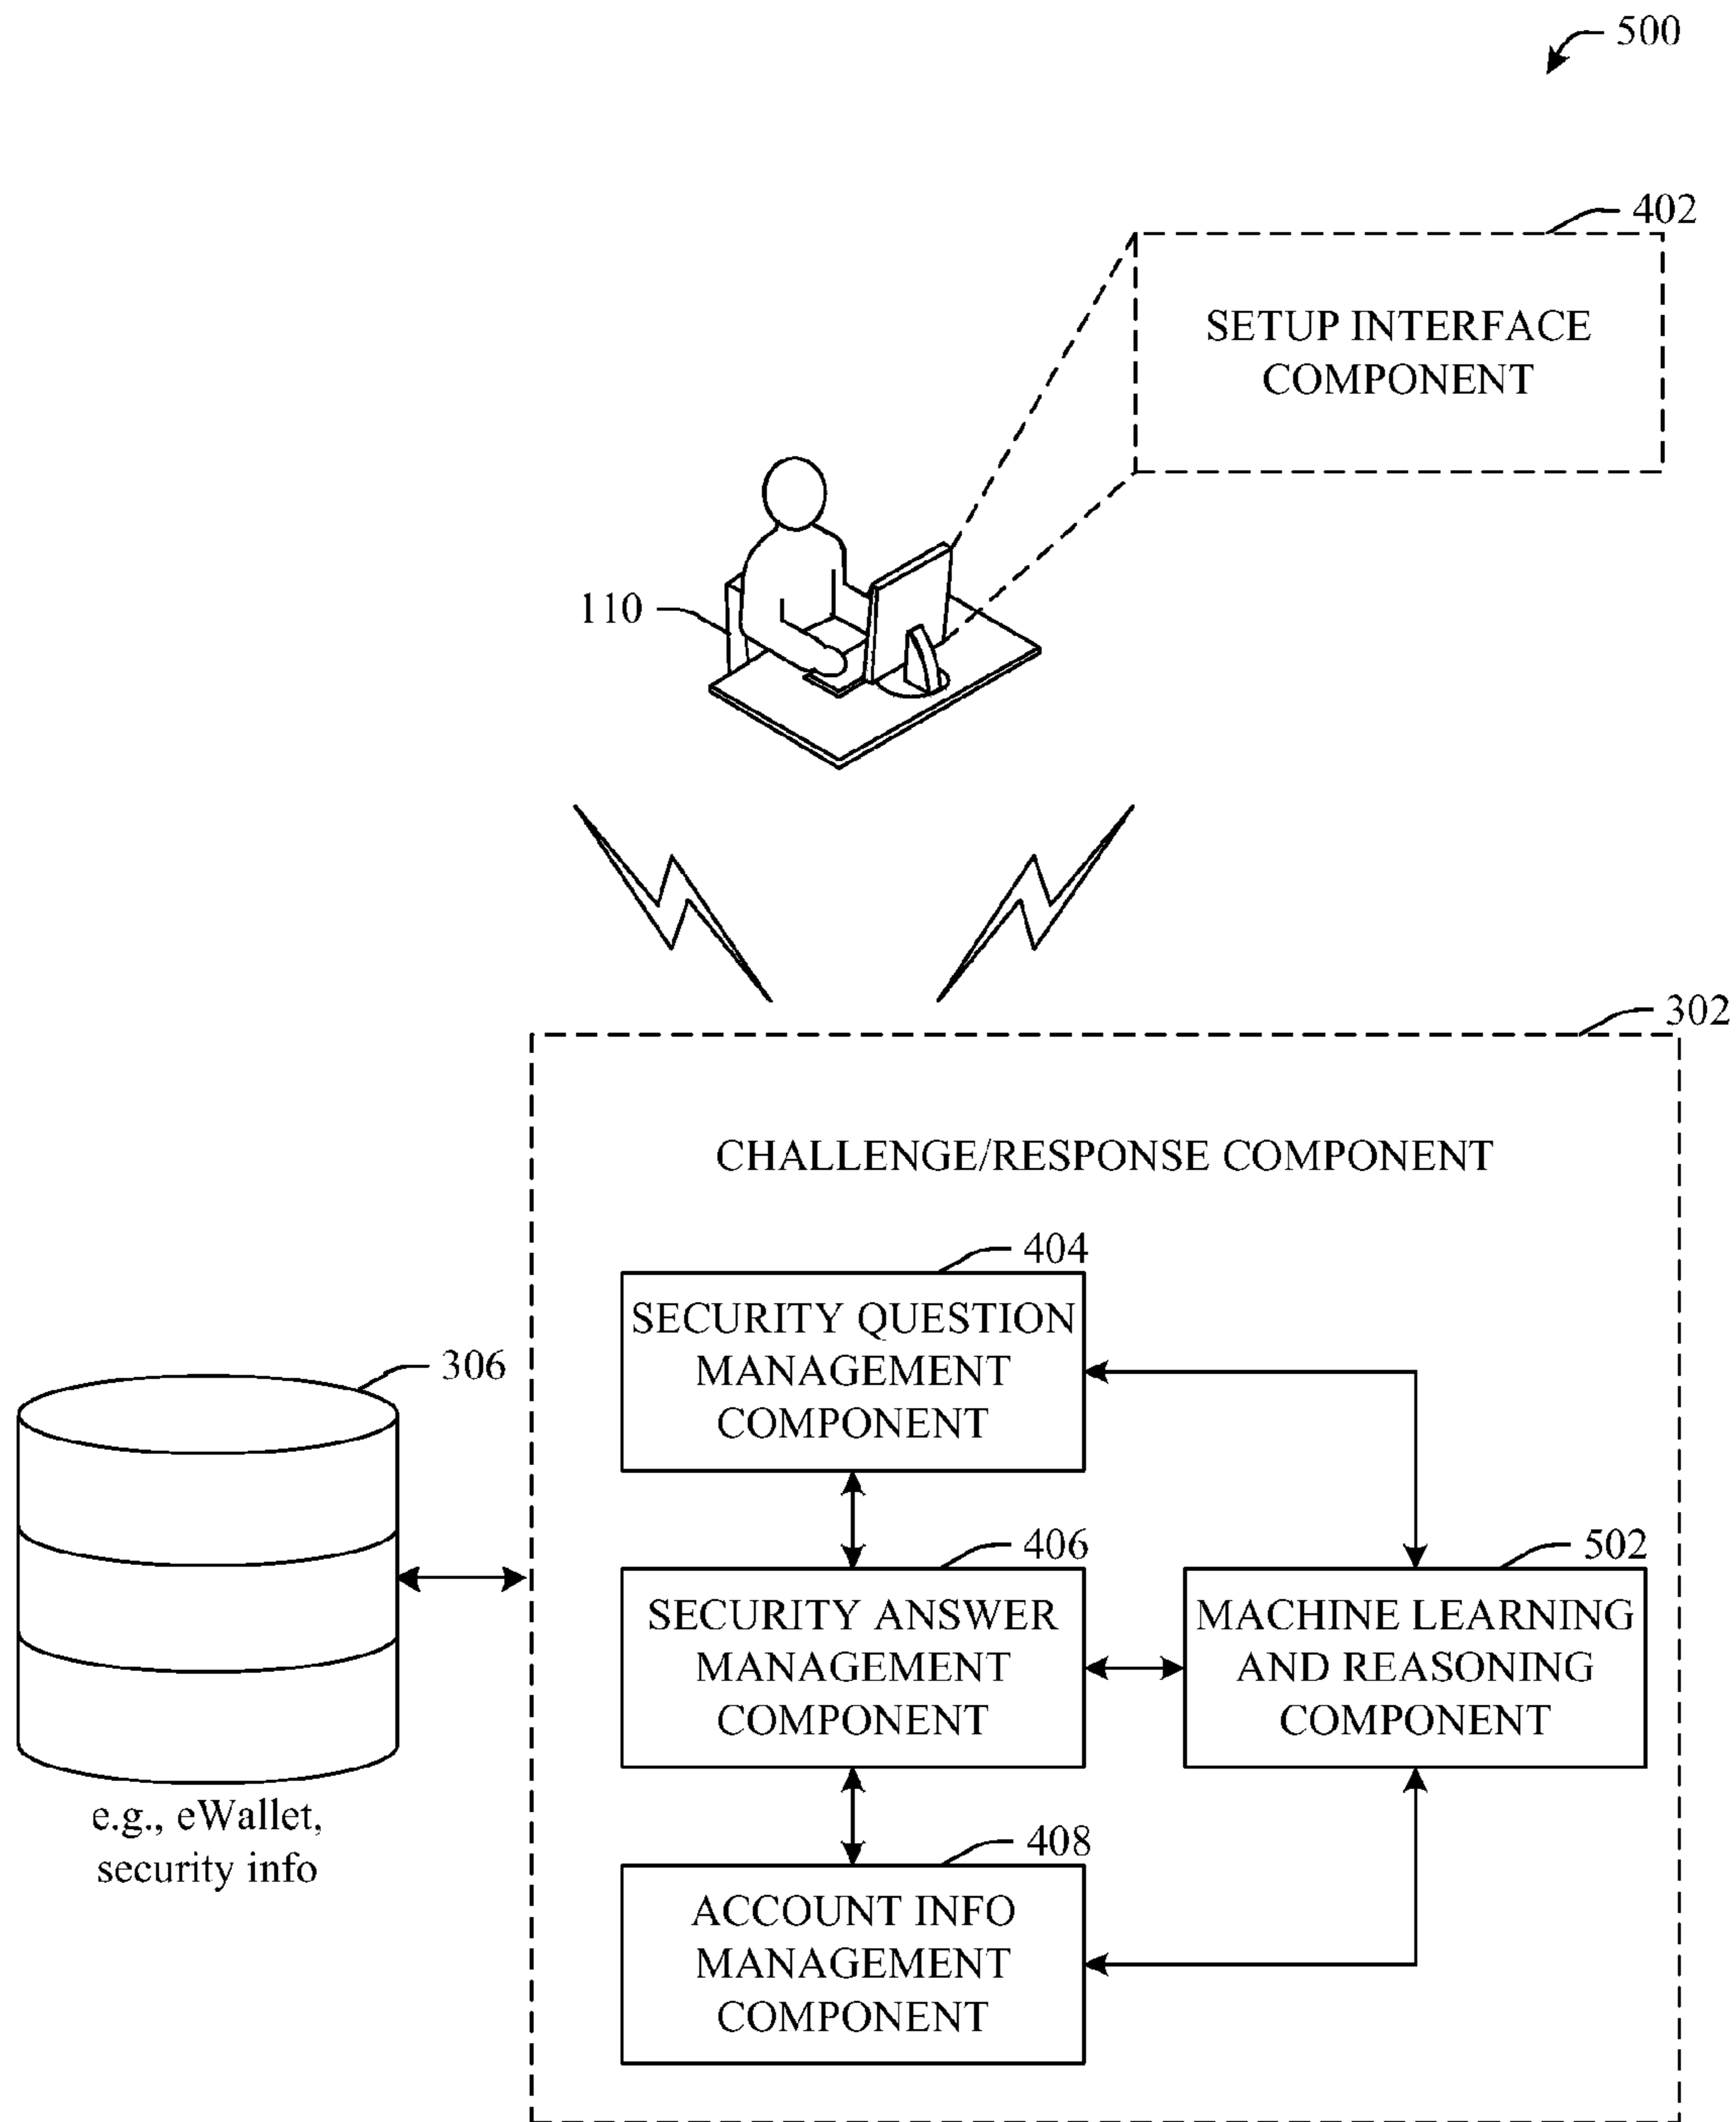 500
402
SETUP INTERFACE
COMPONENT
110
302
CHALLENGE/RESPONSE COMPONENT
404
SECURITY QUESTION
MANAGEMENT
COMPONENT
306
e.g., eWallet,
security info
406
SECURITY ANSWER
MANAGEMENT
COMPONENT
502
MACHINE LEARNING
AND REASONING
COMPONENT
408
ACCOUNT INFO
MANAGEMENT
COMPONENT